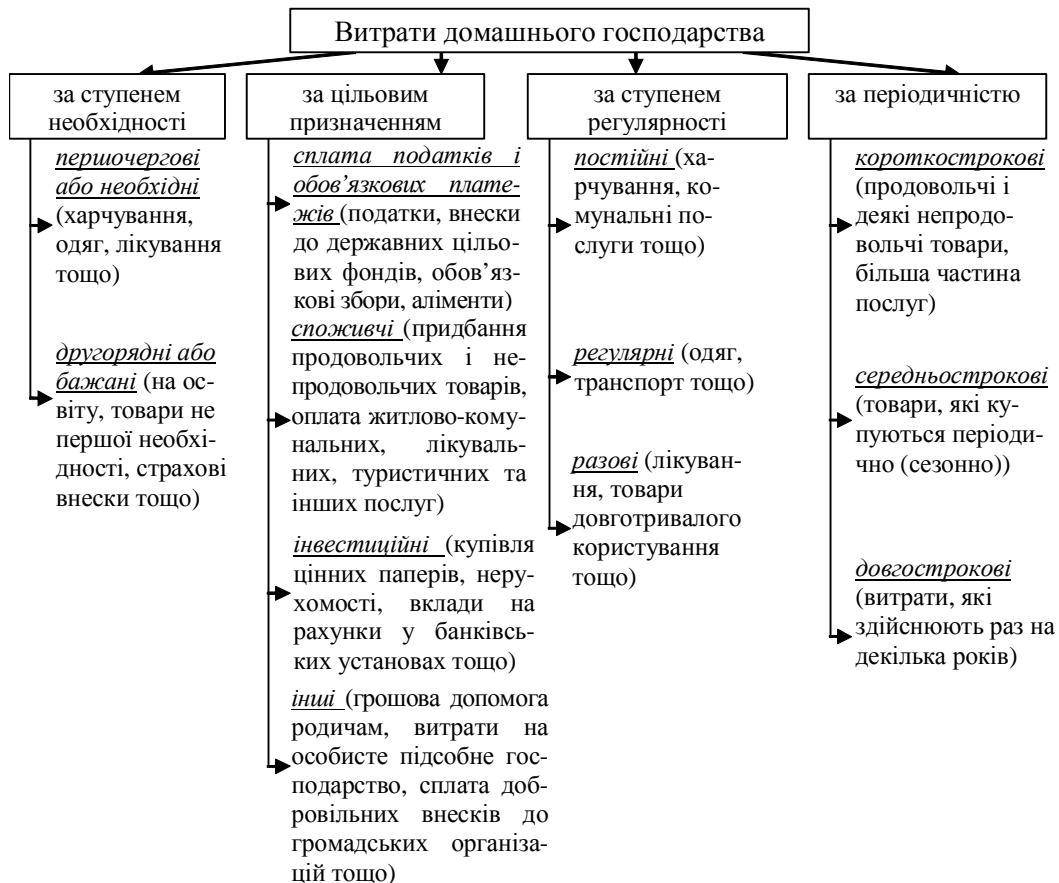 Витрати домашнього господарства
за ступенем
необхідності
першочергові
або необхідні
(харчування,
одяг, лікування
тощо)
другорядні або
бажані (на ос-
віту, товари не
першої необхі-
дності, страхові
внески тощо)
за цільовим
призначенням
сплата податків і
обов’язкових плате-
жів (податки, внески
до державних цільо-
вих фондів, обов’яз-
кові збори, аліменти)
споживчі (придбання
продовольчих і не-
продовольчих товарів,
оплата житлово-кому-
нальних, лікуваль-
них, туристичних та
інших послуг)
інвестиційні (купівля
цінних паперів, неру-
хомості, вклади на
рахунки у банківсь-
ких установах тощо)
інші (грошова допомога
родичам, витрати на
особисте підсобне гос-
подарство, сплата доб-
ровільних внесків до
громадських організа-
цій тощо)
за ступенем
регулярності
постійні (ха-
рчування, ко-
мунальні по-
слуги тощо)
регулярні (одяг,
транспорт тощо)
разові (лікуван-
ня, товари
довготривалого
користування
тощо)
за періодичністю
короткострокові
(продовольчі і
деякі непродо-
вольчі товари,
більша частина
послуг)
середньострокові
(товари, які ку-
пуються періоди-
чно (сезонно))
довгострокові
(витрати, які
здійснюють раз на
декілька років)